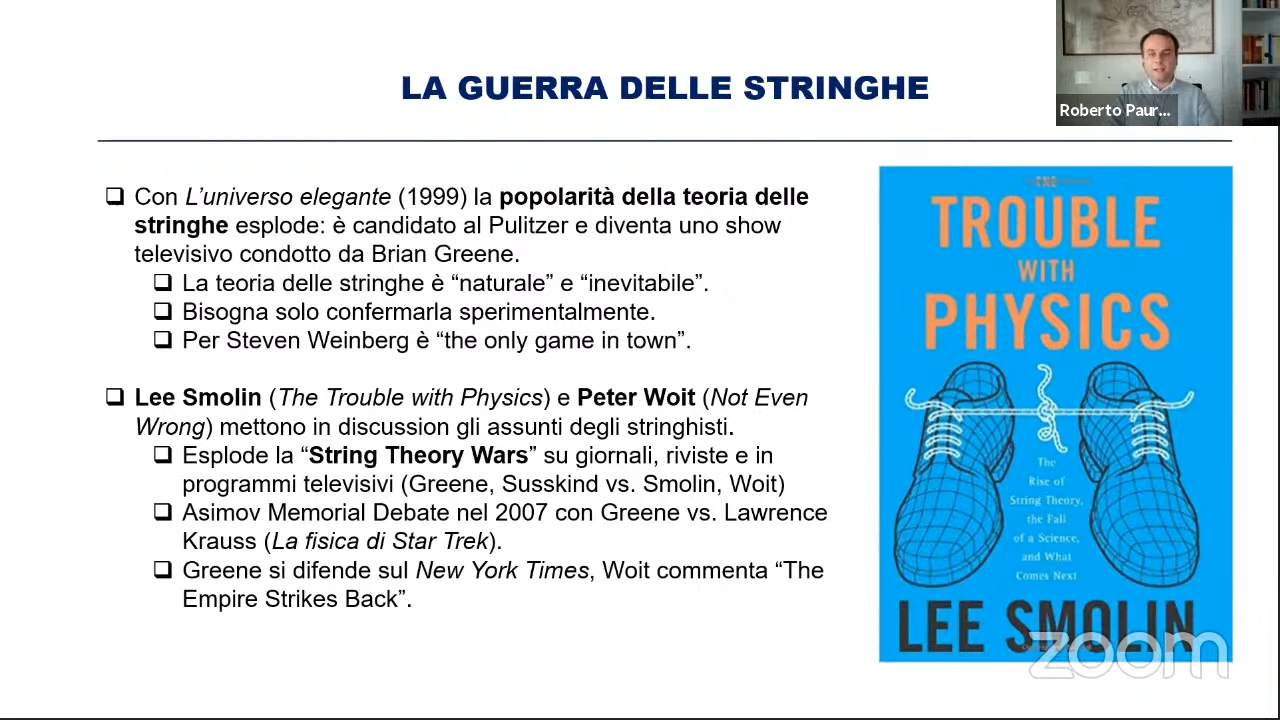 LA GUERRA DELLE STRINGHE
Roberto Paur...
❑ Con L’universo elegante (1999) la popolarità della teoria delle
stringhe esplode: è candidato al Pulitzer e diventa uno show
televisivo condotto da Brian Greene.
❑ La teoria delle stringhe è “naturale” e “inevitabile”.
❑ Bisogna solo confermarla sperimentalmente.
❑ Per Steven Weinberg è “the only game in town”.
❑ Lee Smolin (The Trouble with Physics) e Peter Woit (Not Even
Wrong) mettono in discussion gli assunti degli stringhisti.
❑ Esplode la “String Theory Wars” su giornali, riviste e in
programmi televisivi (Greene, Susskind vs. Smolin, Woit)
❑ Asimov Memorial Debate nel 2007 con Greene vs. Lawrence
Krauss (La fisica di Star Trek).
❑ Greene si difende sul New York Times, Woit commenta “The
Empire Strikes Back”.
TROUBLE
WITH
PHYSICS
The
Rise of
String Theory,
the Fall
of a Science,
and What
Comes Next
LEE SMOLIN
zoom